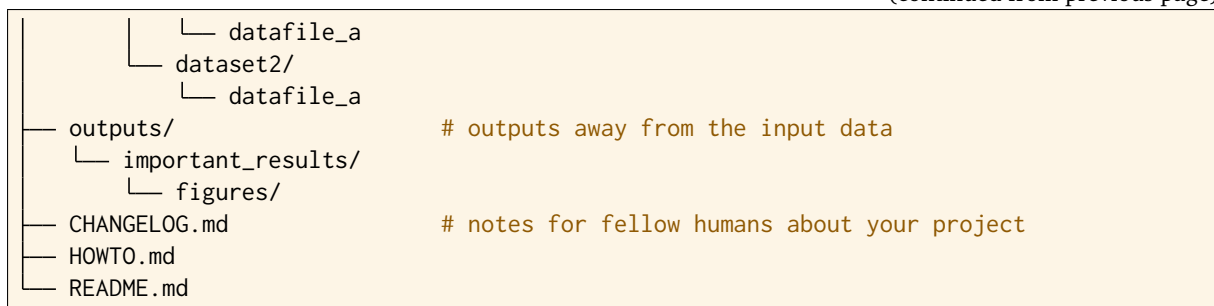 (continued from previous page)
│   │   └── datafile_a
│   └── dataset2/
│       └── datafile_a
├── outputs/ # outputs away from the input data
│   └── important_results/
│       └── figures/
├── CHANGELOG.md # notes for fellow humans about your project
├── HOWTO.md
└── README.md